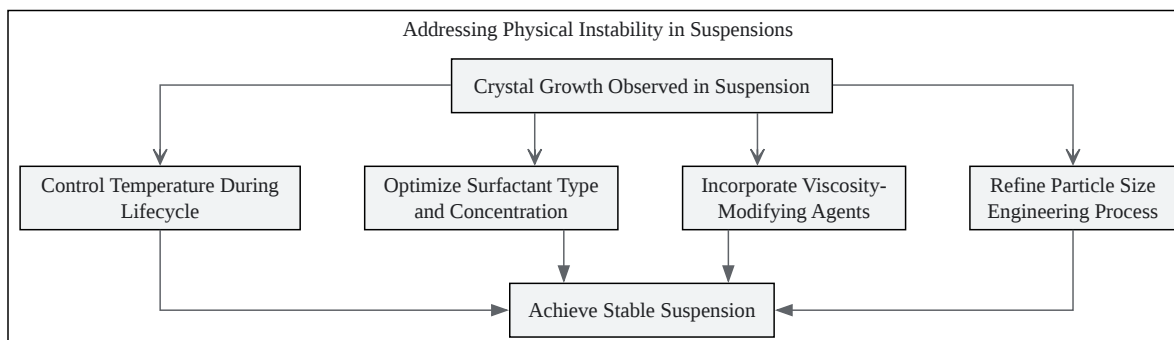 Addressing Physical Instability in Suspensions
Crystal Growth Observed in Suspension
Control Temperature During
Lifecycle
Optimize Surfactant Type
and Concentration
Incorporate Viscosity-
Modifying Agents
Refine Particle Size
Engineering Process
Achieve Stable Suspension